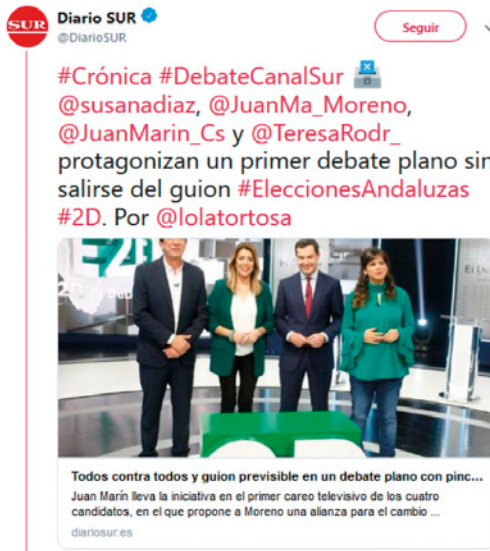 SUR
Diario SUR
@DiarioSUR
Seguir
#Crónica #DebateCanalSur
@susanadiaz, @JuanMa_Moreno,
@JuanMarin_Cs y @TeresaRodr_
protagonizan un primer debate plano sin
salirse del guion #EleccionesAndaluzas
#2D. Por @lolatortosa
Todos contra todos y guion previsible en un debate plano con pinc...
Juan Marín lleva la iniciativa en el primer careo televisivo de los cuatro
candidatos, en el que propone a Moreno una alianza para el cambio ...
diariosur.es